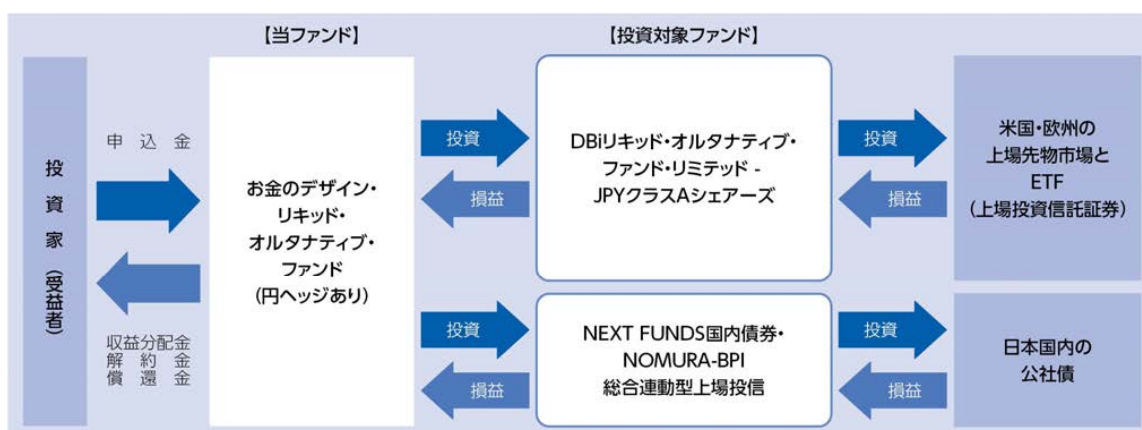 【当ファンド】
【投資対象ファンド】
投資家(受益者)
申込金
収益分配金
解約金
償還金
お金のデザイン・
リキッド・
オルタナティブ・
ファンド
(円ヘッジあり)
投資
損益
DBiリキッド・オルタナティブ・
ファンド・リミテッド -
JPYクラスAシェアーズ
投資
損益
米国・欧州の
上場先物市場と
ETF
(上場投資信託証券)
投資
損益
NEXT FUNDS国内債券・
NOMURA-BPI
総合連動型上場投信
投資
損益
日本国内の
公社債